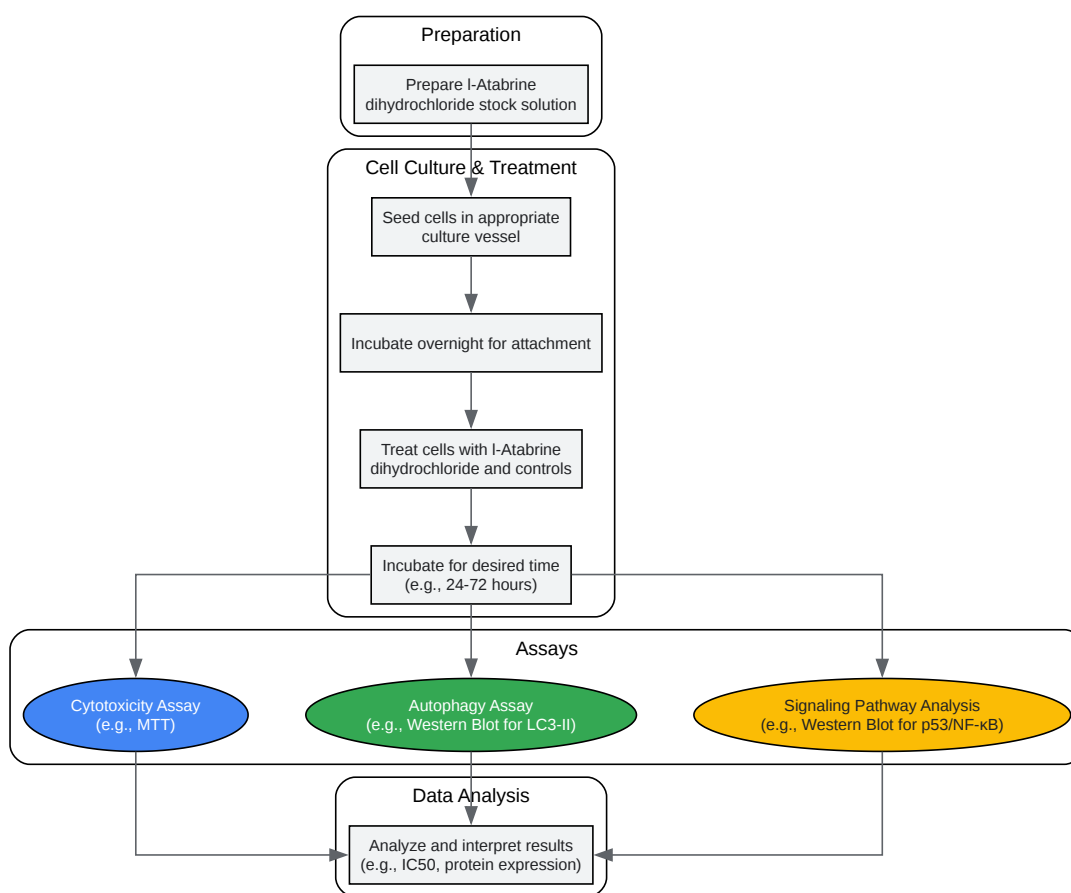 Preparation
Prepare l-Atabrine
dihydrochloride stock solution
Cell Culture & Treatment
Seed cells in appropriate
culture vessel
Incubate overnight for attachment
Treat cells with l-Atabrine
dihydrochloride and controls
Incubate for desired time
(e.g., 24-72 hours)
Assays
Cytotoxicity Assay
(e.g., MTT)
Autophagy Assay
(e.g., Western Blot for LC3-II)
Signaling Pathway Analysis
(e.g., Western Blot for p53/NF-κB)
Data Analysis
Analyze and interpret results
(e.g., IC50, protein expression)